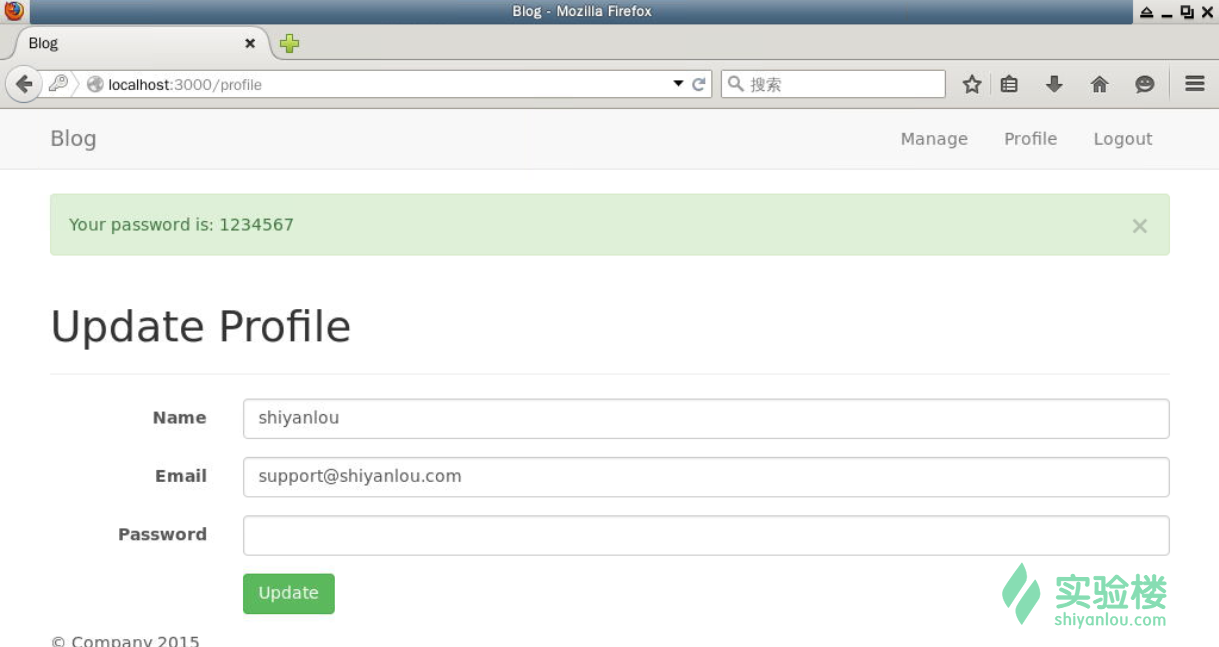 Blog - Mozilla Firefox
Blog
localhost:3000/profile
搜索
Blog
Manage
Profile
Logout
Your password is: 1234567
×
Update Profile
Name
shiyanlou
Email
support@shiyanlou.com
Password
Update
实验楼
shiyanlou.com
© Company 2015